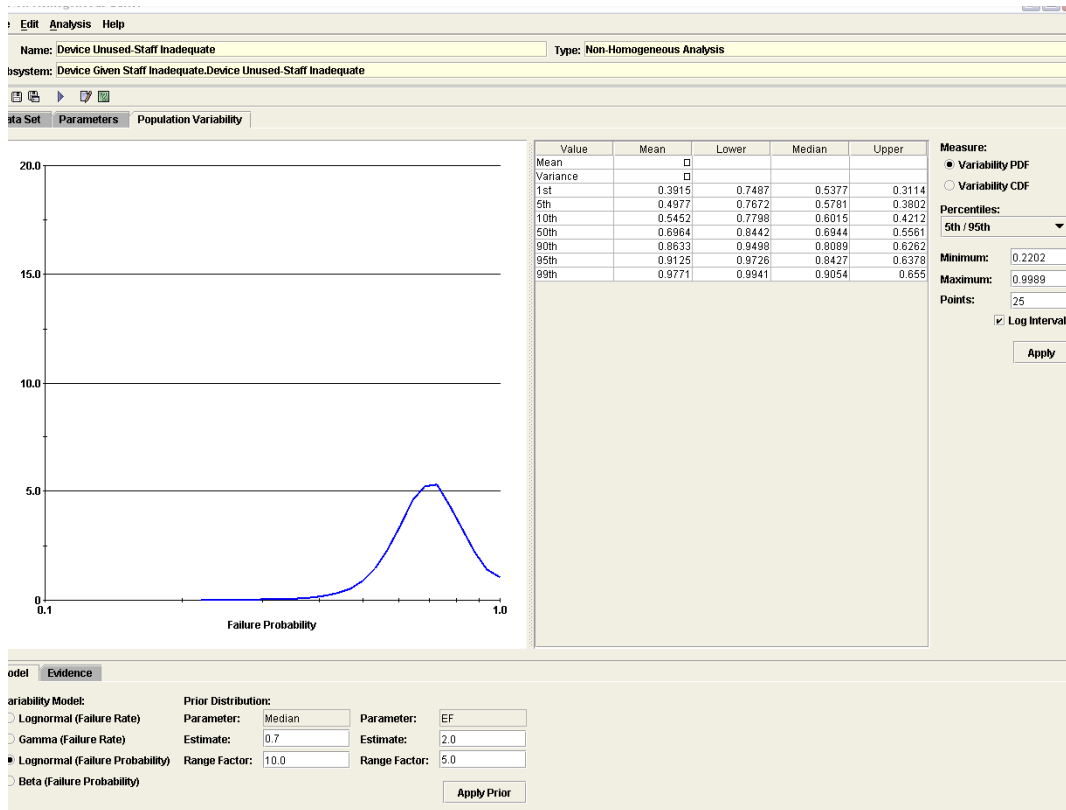 Edit Analysis Help
Name: Device Unused-Staff Inadequate Type: Non-Homogeneous Analysis
bsystem: Device Given Staff Inadequate.Device Unused-Staff Inadequate
ata Set Parameters Population Variability
20.0
15.0
10.0
5.0
0
0.1 1.0
Failure Probability
Value Mean Lower Median Upper
Mean
Variance
1st 0.3915 0.7487 0.5377 0.3114
5th 0.4977 0.7672 0.5781 0.3802
10th 0.5452 0.7798 0.6015 0.4212
50th 0.6964 0.8442 0.6944 0.5561
90th 0.8633 0.9498 0.8089 0.6262
95th 0.9125 0.9726 0.8427 0.6378
99th 0.9771 0.9941 0.9054 0.655
Measure:
Variability PDF
Variability CDF
Percentiles:
5th / 95th
Minimum: 0.2202
Maximum: 0.9989
Points: 25
Log Interval
Apply
odel Evidence
ariability Model: Prior Distribution:
Lognormal (Failure Rate) Parameter: Median Parameter: EF
Gamma (Failure Rate) Estimate: 0.7 Estimate: 2.0
Lognormal (Failure Probability) Range Factor: 10.0 Range Factor: 5.0
Beta (Failure Probability)
Apply Prior